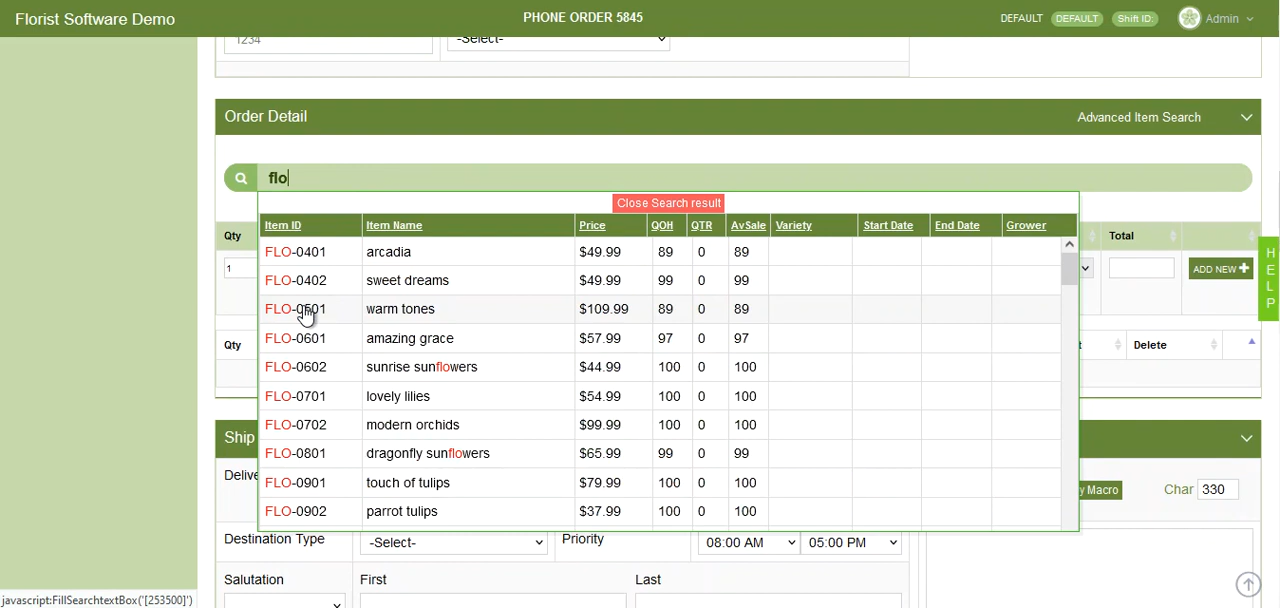 Florist Software Demo
PHONE ORDER 5845
DEFAULT DEFAULT Shift ID: Admin
1234 -Select-
Order Detail
Advanced Item Search
flo
Close Search result
Qty Item ID Item Name Price QOH QTR AvSale Variety Start Date End Date Grower Total
FLO-0401 arcadia $49.99 89 0 89
1 ADD NEW
FLO-0402 sweet dreams $49.99 99 0 99
FLO-0501 warm tones $109.99 89 0 89
FLO-0601 amazing grace $57.99 97 0 97
Qty Delete
FLO-0602 sunrise sunflowers $44.99 100 0 100
FLO-0701 lovely lilies $54.99 100 0 100
FLO-0702 modern orchids $99.99 100 0 100
Ship
FLO-0801 dragonfly sunflowers $65.99 99 0 99
FLO-0901 touch of tulips $79.99 100 0 100
Delive
y Macro Char 330
FLO-0902 parrot tulips $37.99 100 0 100
Destination Type -Select- Priority 08:00 AM 05:00 PM
Salutation First Last
HELP
javascript:FillSearchtextBox('[253500]')